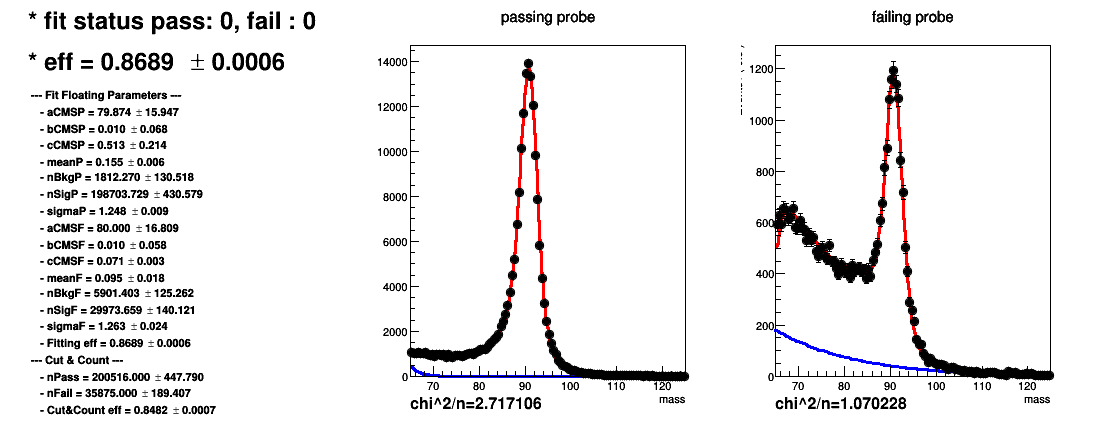 * fit status pass: 0, fail : 0
* eff = 0.8689 ± 0.0006
--- Fit Floating Parameters ---
- aCMSP = 79.874 ± 15.947
- bCMSP = 0.010 ± 0.068
- cCMSP = 0.513 ± 0.214
- meanP = 0.155 ± 0.006
- nBkgP = 1812.270 ± 130.518
- nSigP = 198703.729 ± 430.579
- sigmaP = 1.248 ± 0.009
- aCMSF = 80.000 ± 16.809
- bCMSF = 0.010 ± 0.058
- cCMSF = 0.071 ± 0.003
- meanF = 0.095 ± 0.018
- nBkgF = 5901.403 ± 125.262
- nSigF = 29973.659 ± 140.121
- sigmaF = 1.263 ± 0.024
- Fitting eff = 0.8689 ± 0.0006
--- Cut & Count ---
- nPass = 200516.000 ± 447.790
- nFail = 35875.000 ± 189.407
- Cut&Count eff = 0.8482 ± 0.0007
passing probe
14000
12000
10000
8000
6000
4000
2000
0
70 80 90 100 110 120
mass
chi^2/n=2.717106
failing probe
1200
1000
800
600
400
200
0
70 80 90 100 110 120
mass
chi^2/n=1.070228